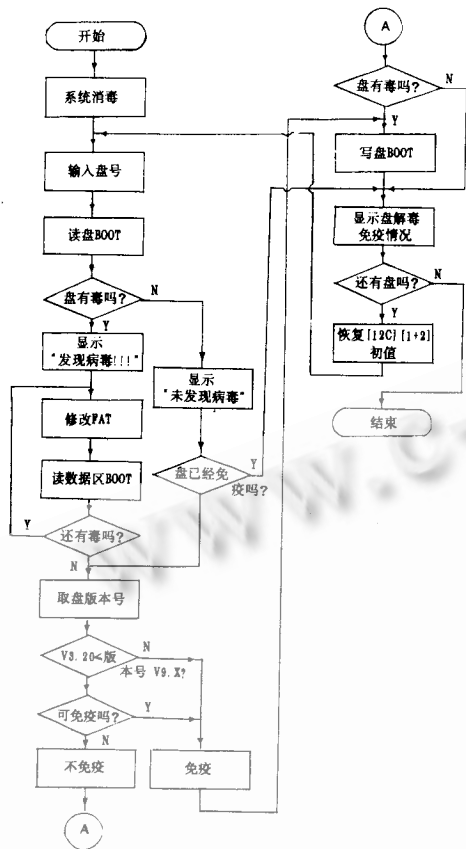 开始
系统消毒
输入盘号
读盘BOOT
盘有毒吗?
N
Y
显示
"发现病毒!!!"
显示
"未发现病毒"
修改FAT
读数据区BOOT
盘已经免
疫吗?
Y
还有毒吗?
Y
N
取盘版本号
V3.20≤版
本号 V9.X?
N
可免疫吗?
Y
N
不免疫
免疫
A
A
盘有毒吗?
N
Y
写盘BOOT
显示盘解毒
免疫情况
还有盘吗?
N
Y
恢复[12C][1+2]
初值
结束